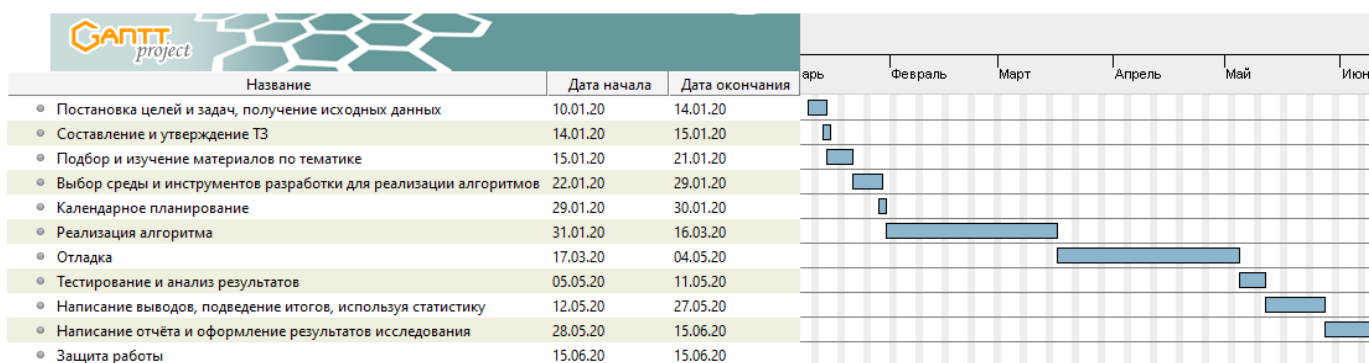 GANTT
project
арь Февраль Март Апрель Май Июн
Название Дата начала Дата окончания
Постановка целей и задач, получение исходных данных 10.01.20 14.01.20
Составление и утверждение ТЗ 14.01.20 15.01.20
Подбор и изучение материалов по тематике 15.01.20 21.01.20
Выбор среды и инструментов разработки для реализации алгоритмов 22.01.20 29.01.20
Календарное планирование 29.01.20 30.01.20
Реализация алгоритма 31.01.20 16.03.20
Отладка 17.03.20 04.05.20
Тестирование и анализ результатов 05.05.20 11.05.20
Написание выводов, подведение итогов, используя статистику 12.05.20 27.05.20
Написание отчёта и оформление результатов исследования 28.05.20 15.06.20
Защита работы 15.06.20 15.06.20